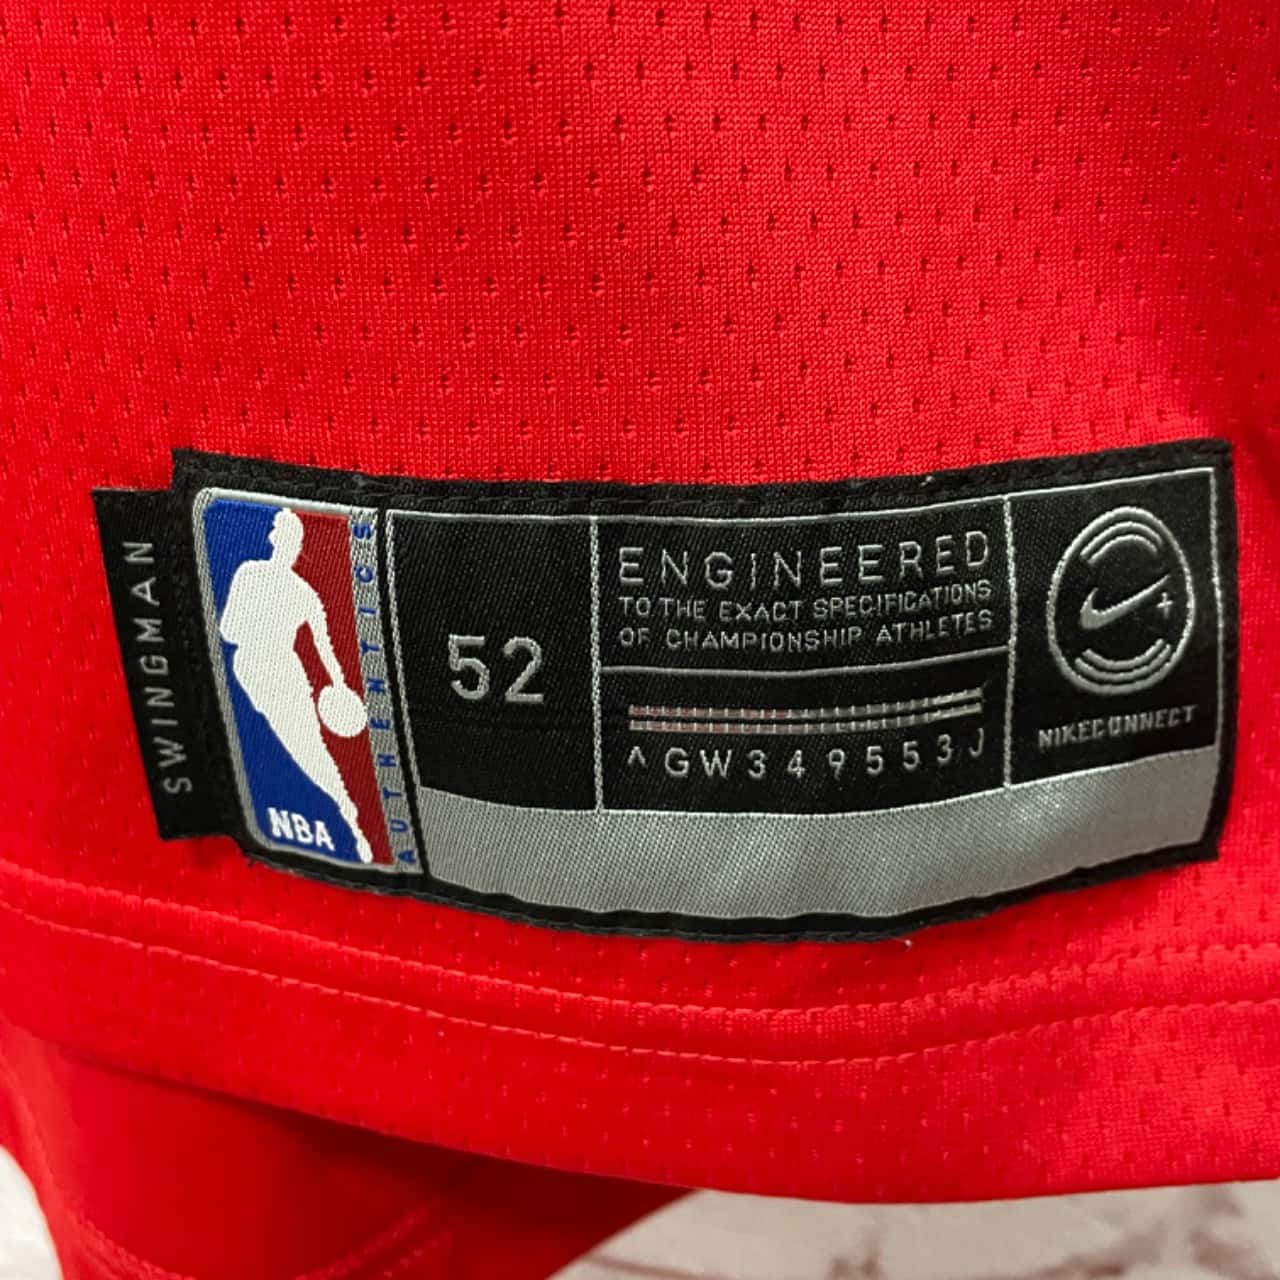 SWINGMAN
NBA
AUTHENTICS
52
ENGINEERED
TO THE EXACT SPECIFICATIONS
OF CHAMPIONSHIP ATHLETES
^GW349553J
NIKECONNECT